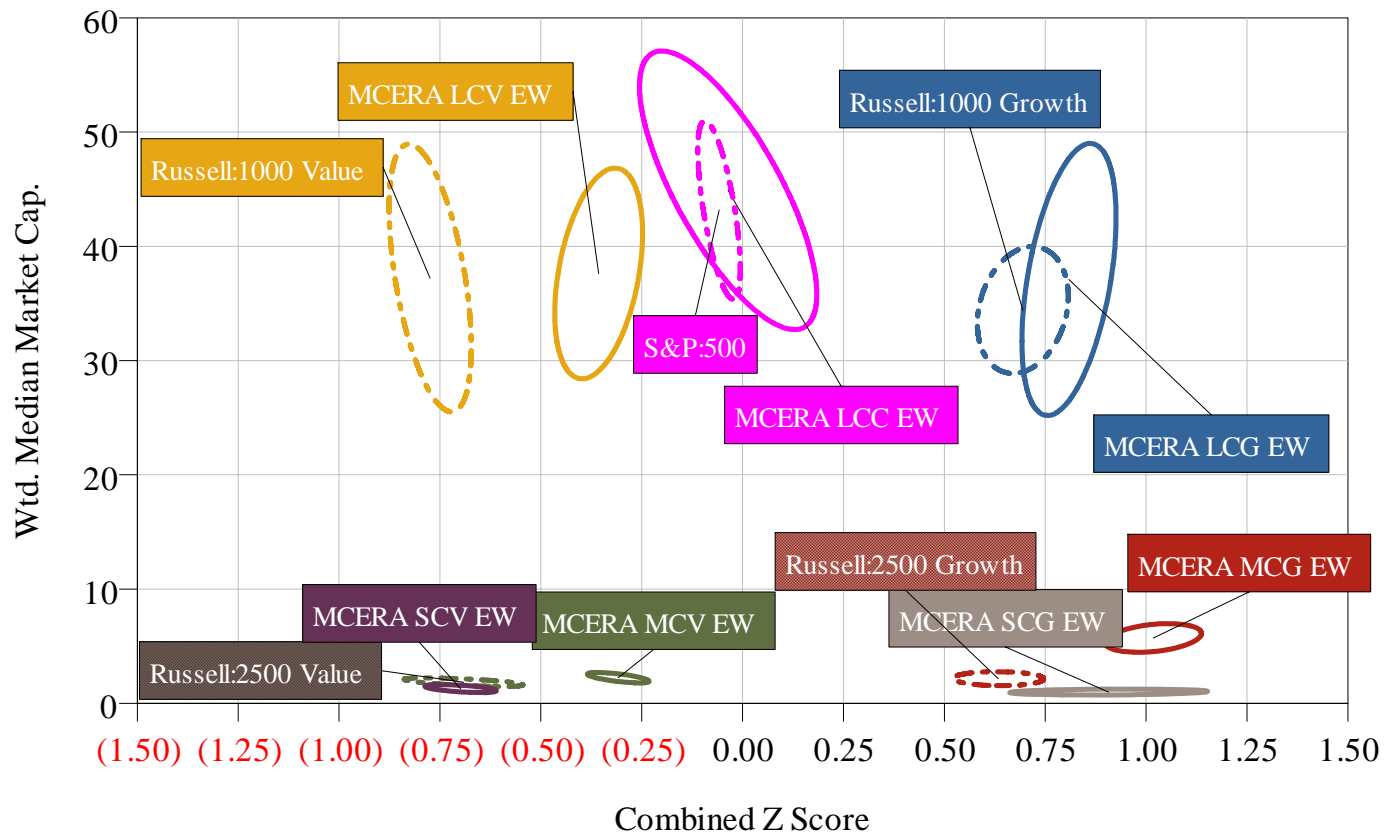 60
MCERA LCV EW
Russell:1000 Growth
50
Russell:1000 Value
40
S&P:500
30
MCERA LCC EW
MCERA LCG EW
20
Russell:2500 Growth
MCERA MCG EW
10
MCERA SCV EW
MCERA MCV EW
MCERA SCG EW
Russell:2500 Value
0
(1.50) (1.25) (1.00) (0.75) (0.50) (0.25) 0.00 0.25 0.50 0.75 1.00 1.25 1.50
Wtd. Median Market Cap.
Combined Z Score